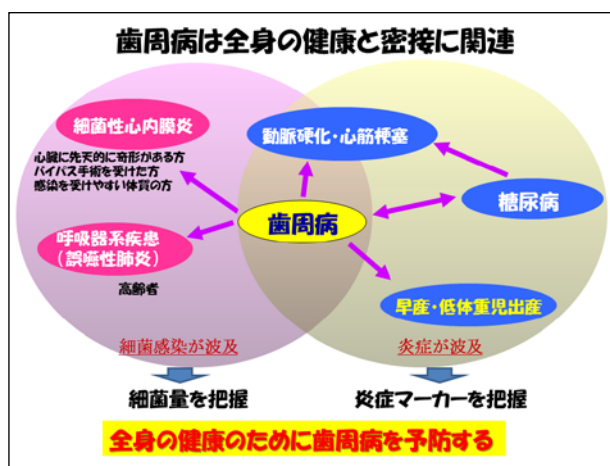 歯周病は全身の健康と密接に関連
細菌性心内膜炎
心臓に先天的に奇形がある方
バイパス手術を受けた方
感染を受けやすい体質の方
動脈硬化・心筋梗塞
糖尿病
歯周病
呼吸器系疾患
(誤嚥性肺炎)
高齢者
早産・低体重児出産
細菌感染が波及
炎症が波及
細菌量を把握
炎症マーカーを把握
全身の健康のために歯周病を予防する